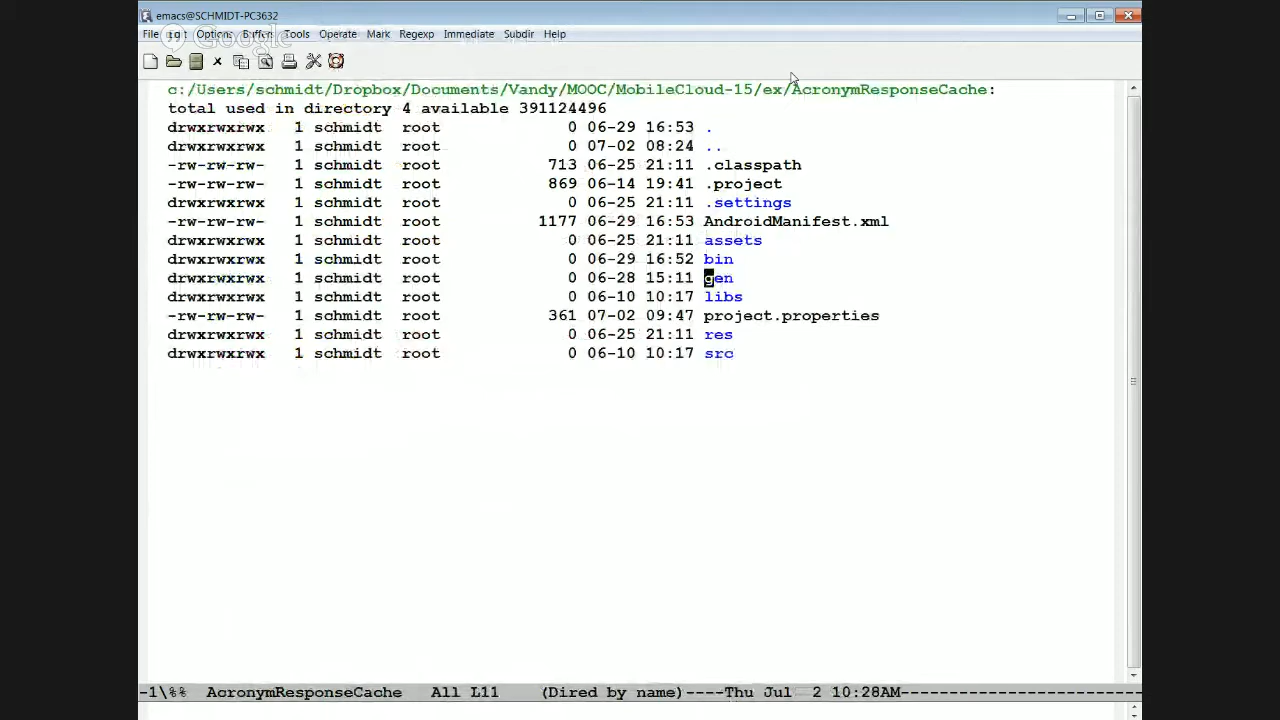 emacs@SCHMIDT-PC3632
File Edit Options Buffers Tools Operate Mark Regexp Immediate Subdir Help
Google
c:/Users/schmidt/Dropbox/Documents/Vandy/MOOC/MobileCloud-15/ex/AcronymResponseCache:
total used in directory 4 available 391124496
drwxrwxrwx 1 schmidt root 0 06-29 16:53 .
drwxrwxrwx 1 schmidt root 0 07-02 08:24 ..
-rw-rw-rw- 1 schmidt root 713 06-25 21:11 .classpath
-rw-rw-rw- 1 schmidt root 869 06-14 19:41 .project
drwxrwxrwx 1 schmidt root 0 06-25 21:11 .settings
-rw-rw-rw- 1 schmidt root 1177 06-29 16:53 AndroidManifest.xml
drwxrwxrwx 1 schmidt root 0 06-25 21:11 assets
drwxrwxrwx 1 schmidt root 0 06-29 16:52 bin
drwxrwxrwx 1 schmidt root 0 06-28 15:11 gen
drwxrwxrwx 1 schmidt root 0 06-10 10:17 libs
-rw-rw-rw- 1 schmidt root 361 07-02 09:47 project.properties
drwxrwxrwx 1 schmidt root 0 06-25 21:11 res
drwxrwxrwx 1 schmidt root 0 06-10 10:17 src
-1\%% AcronymResponseCache All L11 (Dired by name)----Thu Jul 2 10:28AM-------------------------